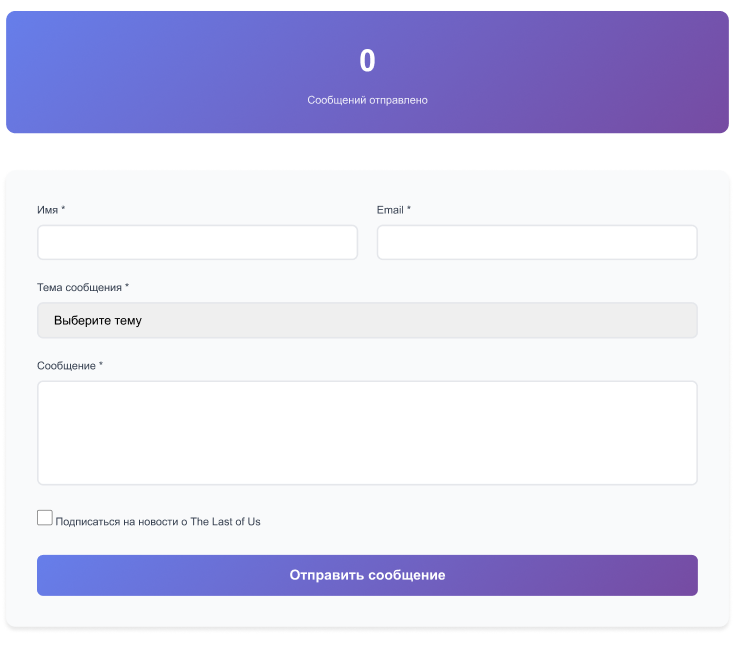 0
Сообщений отправлено
Имя *
Email *
Тема сообщения *
Выберите тему
Сообщение *
Подписаться на новости о The Last of Us
Отправить сообщение